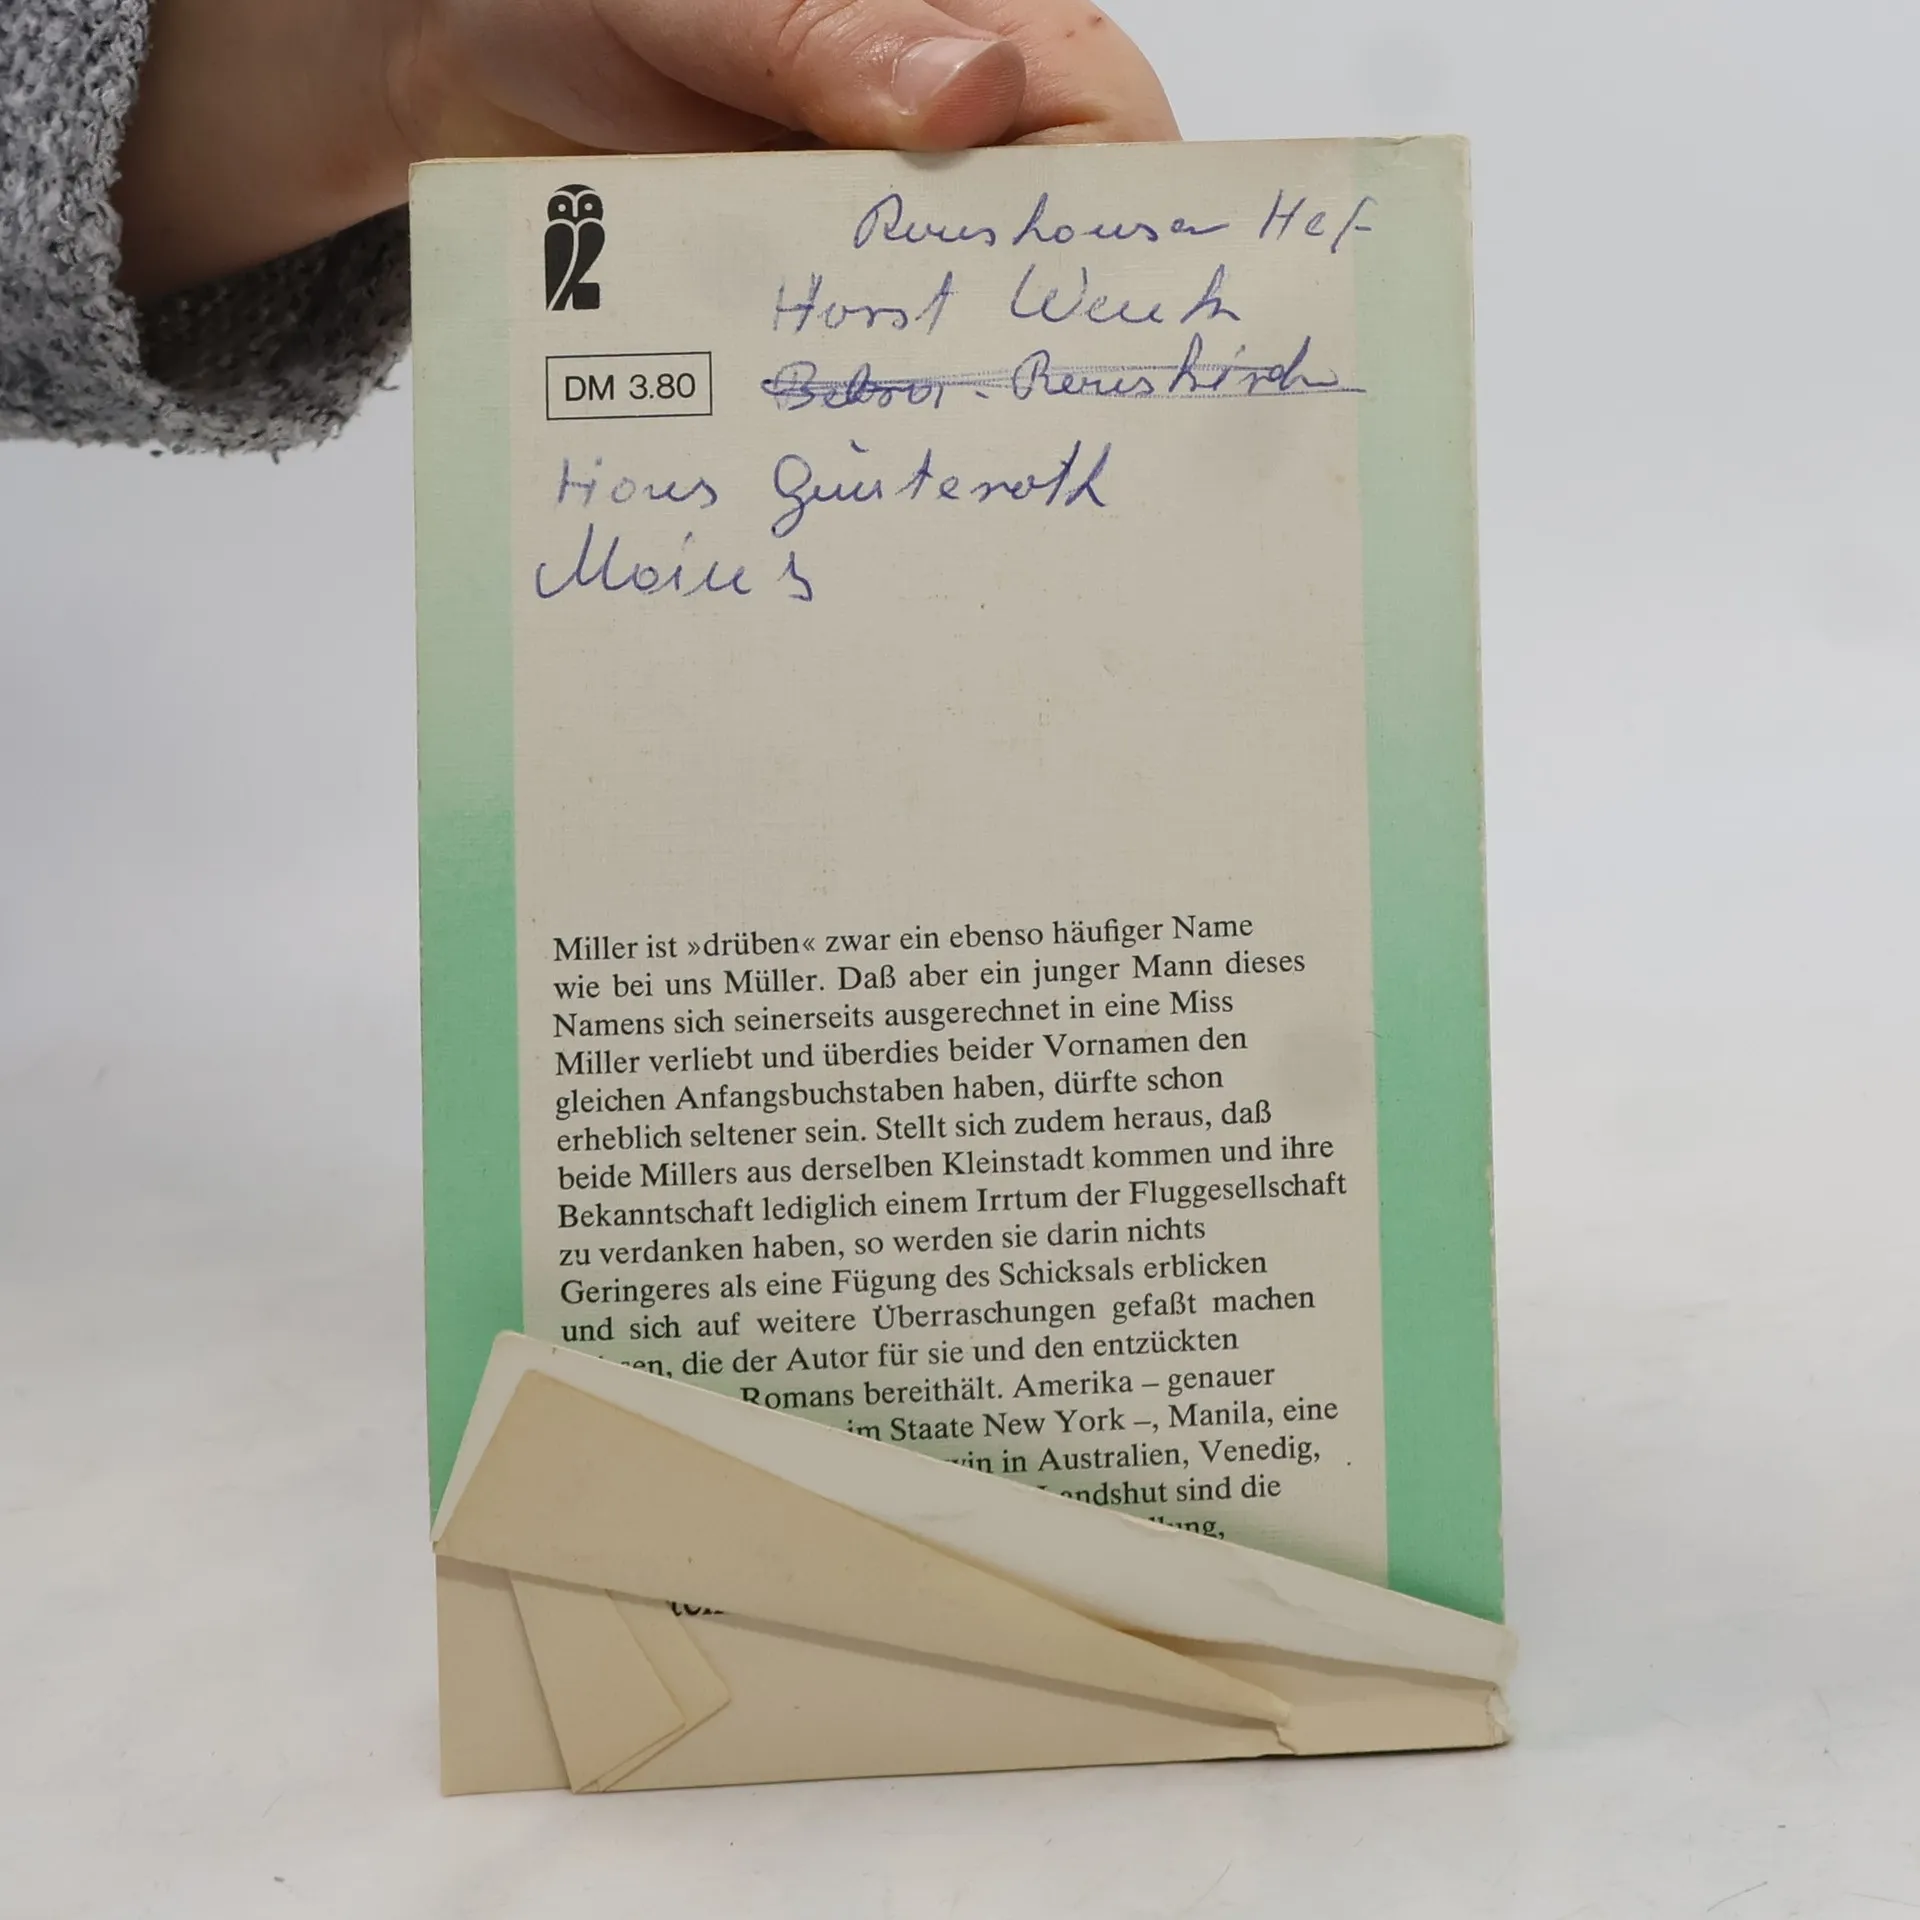 Horst Wenk
DM 3.80
Hans Günteroth
Mainz
Miller ist »drüben« zwar ein ebenso häufiger Name
wie bei uns Müller. Daß aber ein junger Mann dieses
Namens sich seinerseits ausgerechnet in eine Miss
Miller verliebt und überdies beider Vornamen den
gleichen Anfangsbuchstaben haben, dürfte schon
erheblich seltener sein. Stellt sich zudem heraus, daß
beide Millers aus derselben Kleinstadt kommen und ihre
Bekanntschaft lediglich einem Irrtum der Fluggesellschaft
zu verdanken haben, so werden sie darin nichts
Geringeres als eine Fügung des Schicksals erblicken
und sich auf weitere Überraschungen gefaßt machen
die der Autor für sie und den entzückten
Romans bereithält. Amerika – genauer
im Staate New York –, Manila, eine
in Australien, Venedig,
Landshut sind die